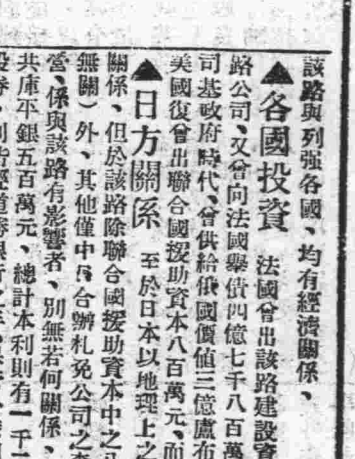 該路與列强各國、均有經濟關係、
▲各國投資 法國曾出該路建設資
路公司、又曾向法國舉債四億七千八百萬
司基政府時代、曾供給俄國價值三億盧布
美國復曾出聯合國援助資本八百萬元、而
▲日方關係 至於日本以地理上之
關係、但於該路除聯合國援助資本中之
無關）外、其他僅中日合辦札免公司之
營、係與該路有影響者、別無若何關係、
共庫平銀五百萬元、總計本利則有一千